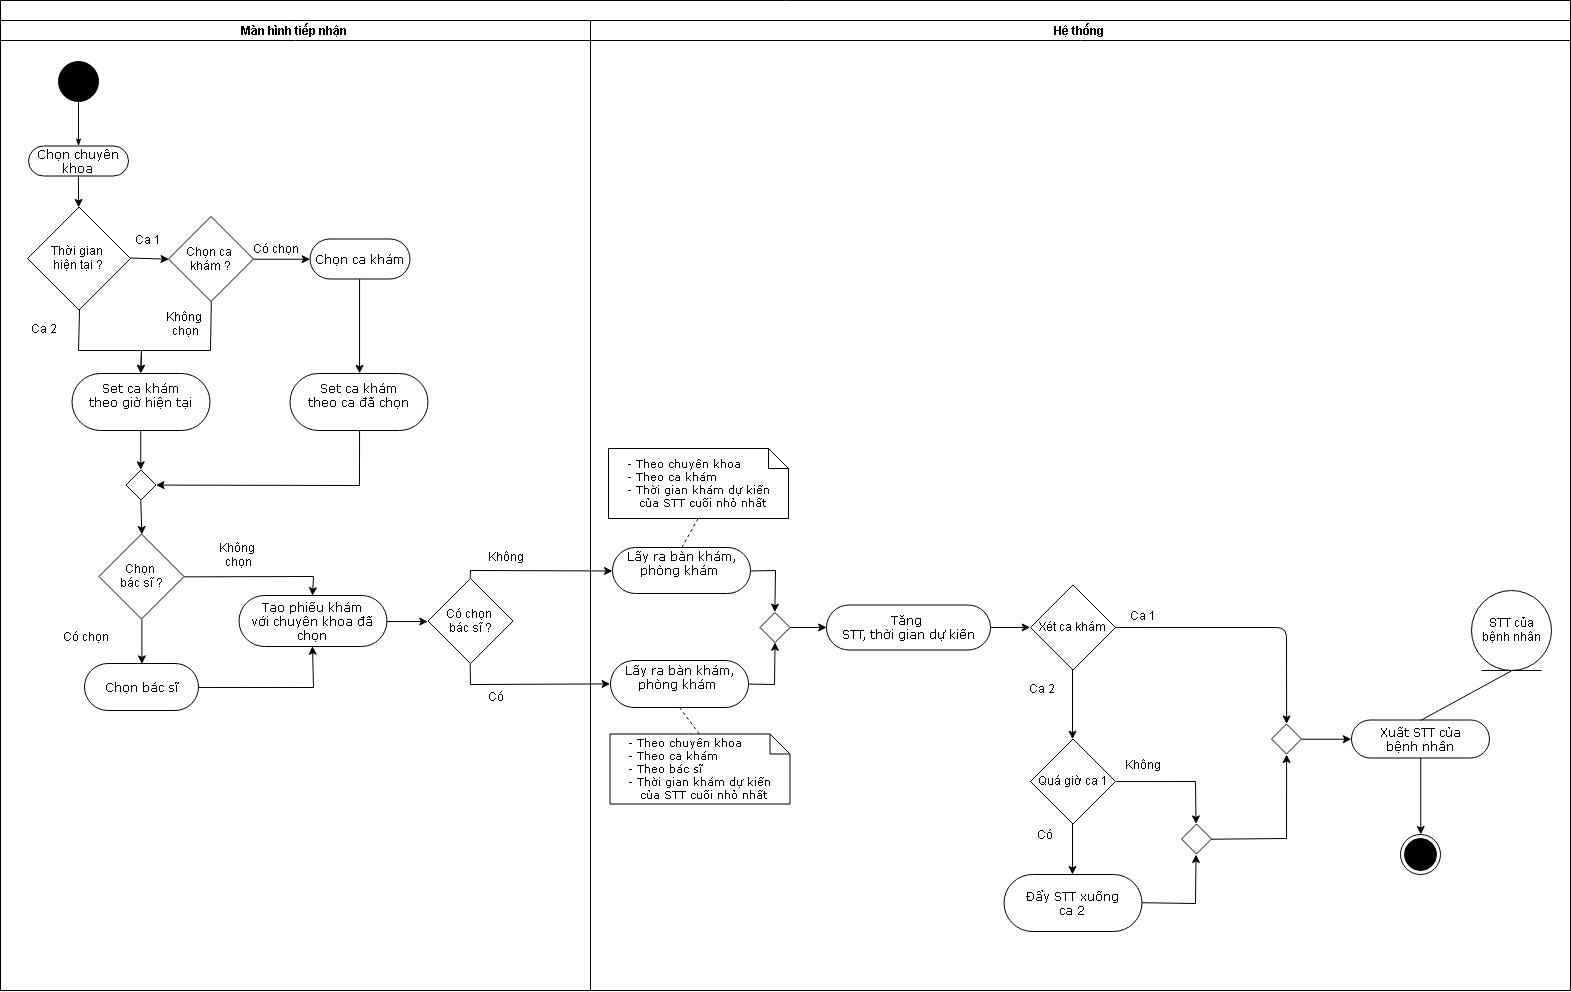 Màn hình tiếp nhận
Hệ thống
Chọn chuyên
khoa
Thời gian
hiện tại ?
Ca 1
Chọn ca
khám ?
Có chọn
Chọn ca khám
Ca 2
Không
chọn
Set ca khám
theo giờ hiện tại
Set ca khám
theo ca đã chọn
Chọn
bác sĩ ?
Không
chọn
Có chọn
Chọn bác sĩ
Tạo phiếu khám
với chuyên khoa đã
chọn
Có chọn
bác sĩ ?
Không
Có
- Theo chuyên khoa
- Theo ca khám
- Thời gian khám dự kiến
của STT cuối nhỏ nhất
Lấy ra bàn khám,
phòng khám
Lấy ra bàn khám,
phòng khám
- Theo chuyên khoa
- Theo ca khám
- Theo bác sĩ
- Thời gian khám dự kiến
của STT cuối nhỏ nhất
Tăng
STT, thời gian dự kiến
Xét ca khám
Ca 1
Ca 2
Quá giờ ca 1
Không
Có
Đẩy STT xuống
ca 2
STT của
bệnh nhân
Xuất STT của
bệnh nhân